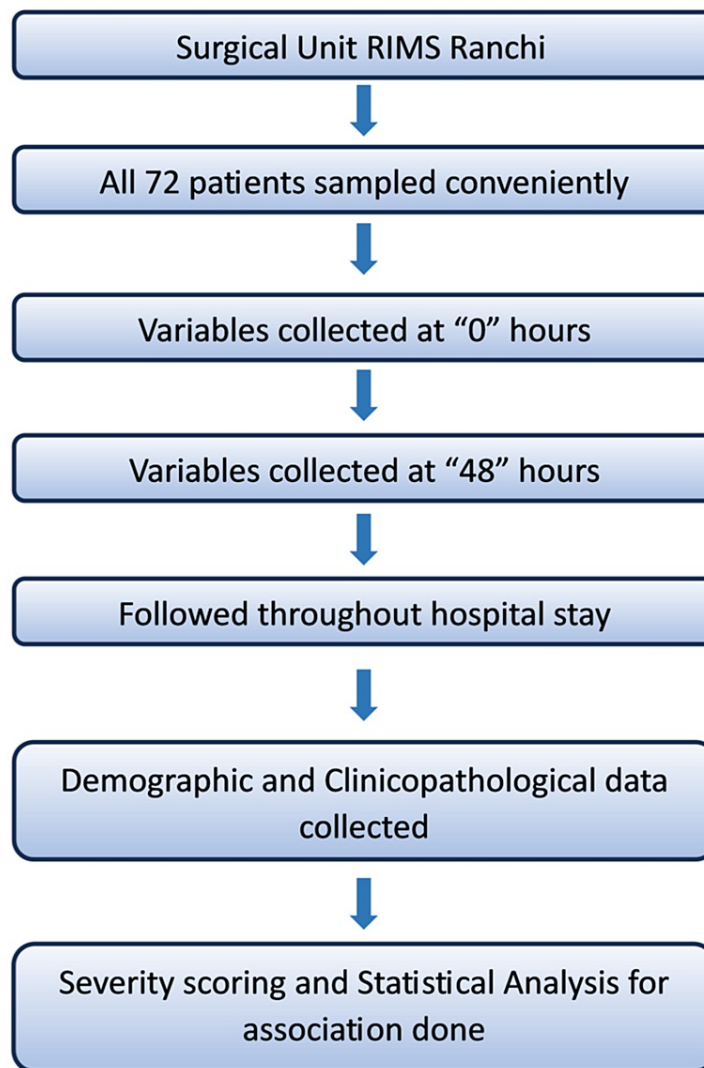 Surgical Unit RIMS Ranchi
All 72 patients sampled conveniently
Variables collected at “0” hours
Variables collected at “48” hours
Followed throughout hospital stay
Demographic and Clinicopathological data
collected
Severity scoring and Statistical Analysis for
association done